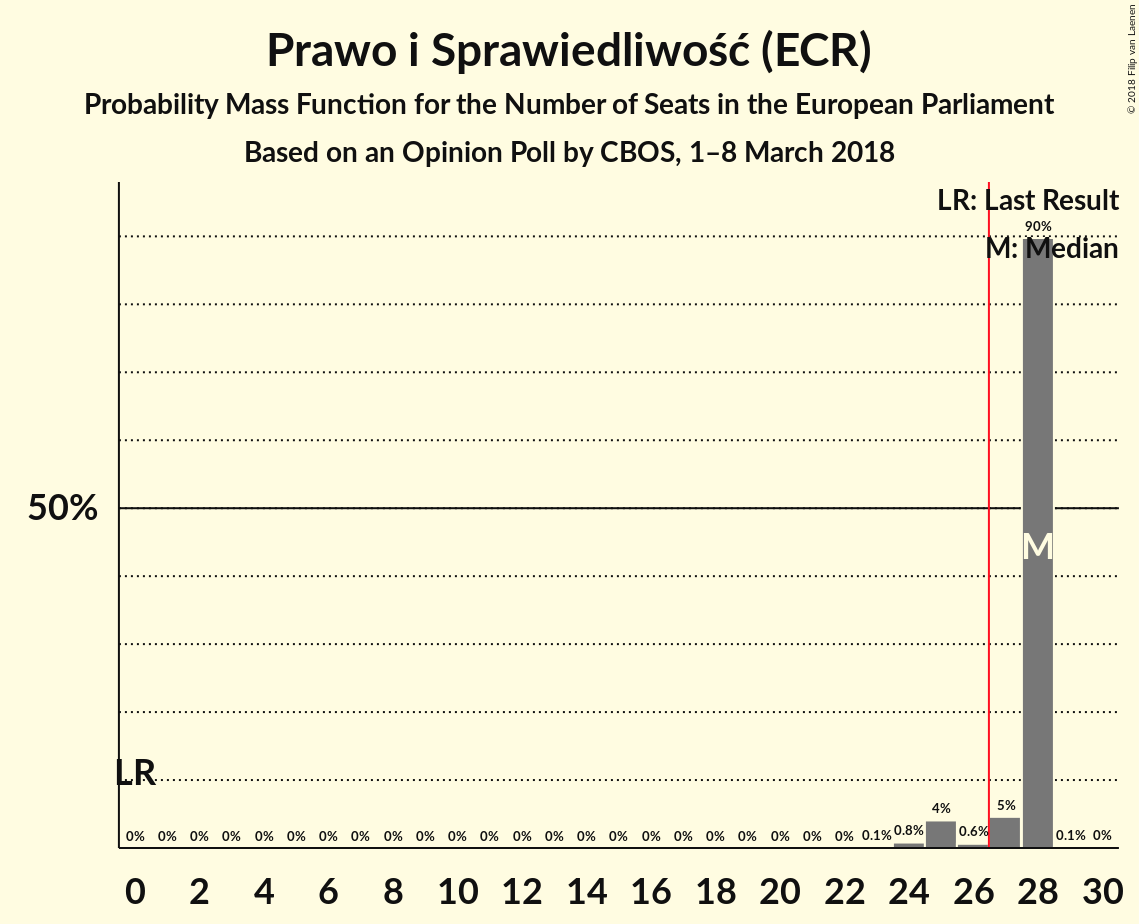 Prawo i Sprawiedliwość (ECR)
Probability Mass Function for the Number of Seats in the European Parliament
Based on an Opinion Poll by CBOS, 1–8 March 2018
© 2018 Filip van Laenen
LR: Last Result
90%
M: Median
50%
M
LR
4% 5%
0% 0% 0% 0% 0% 0% 0% 0% 0% 0% 0% 0% 0% 0% 0% 0% 0% 0% 0% 0% 0% 0% 0% 0.1% 0.8% 0.6% 0.1% 0%
0 2 4 6 8 10 12 14 16 18 20 22 24 26 28 30